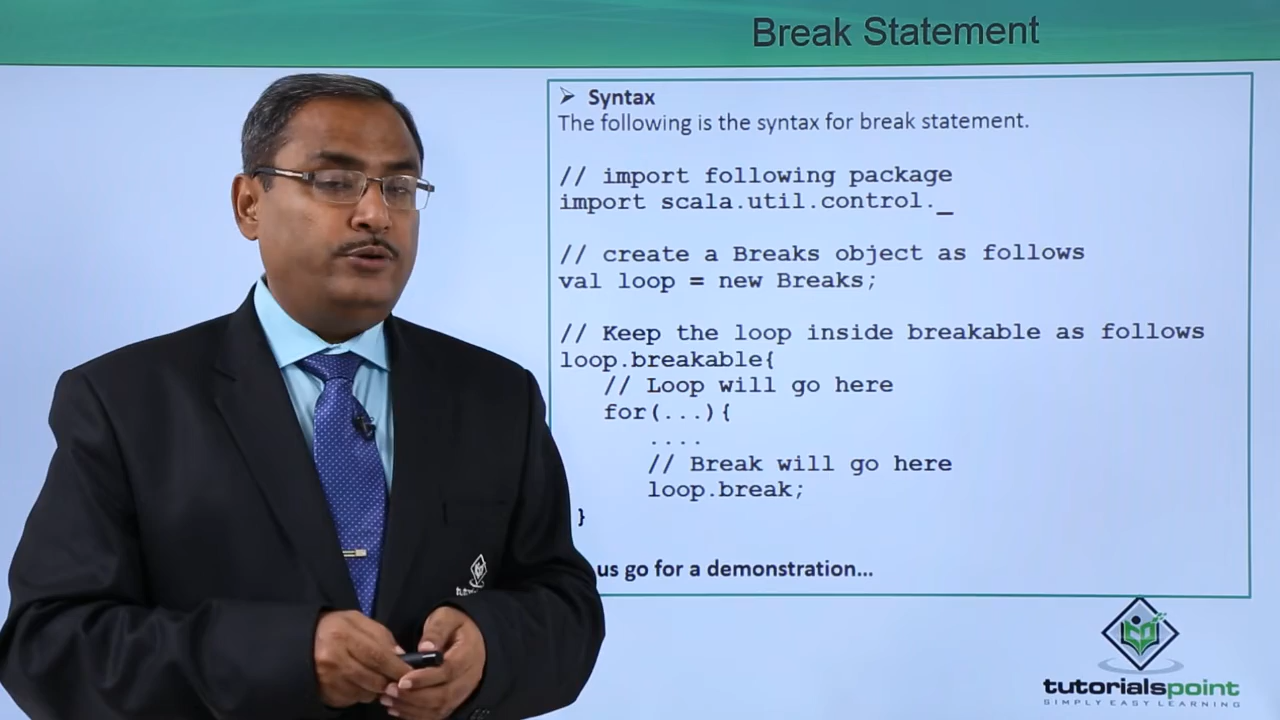 Break Statement
➢ Syntax
The following is the syntax for break statement.
// import following package
import scala.util.control._
// create a Breaks object as follows
val loop = new Breaks;
// Keep the loop inside breakable as follows
loop.breakable{
// Loop will go here
for(...){
....
// Break will go here
loop.break;
}
us go for a demonstration...
tutorialspoint
SIMPLY EASY LEARNING